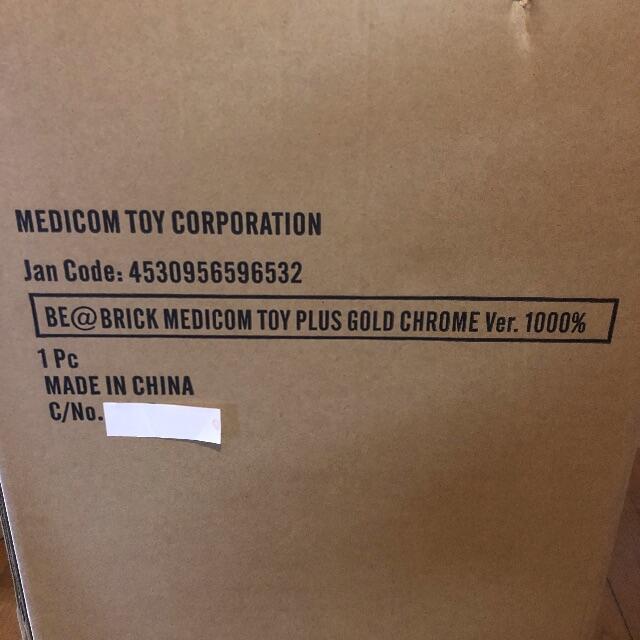 MEDICOM TOY CORPORATION
Jan Code: 4530956596532
BE@BRICK MEDICOM TOY PLUS GOLD CHROME Ver. 1000%
1 Pc
MADE IN CHINA
C/No.